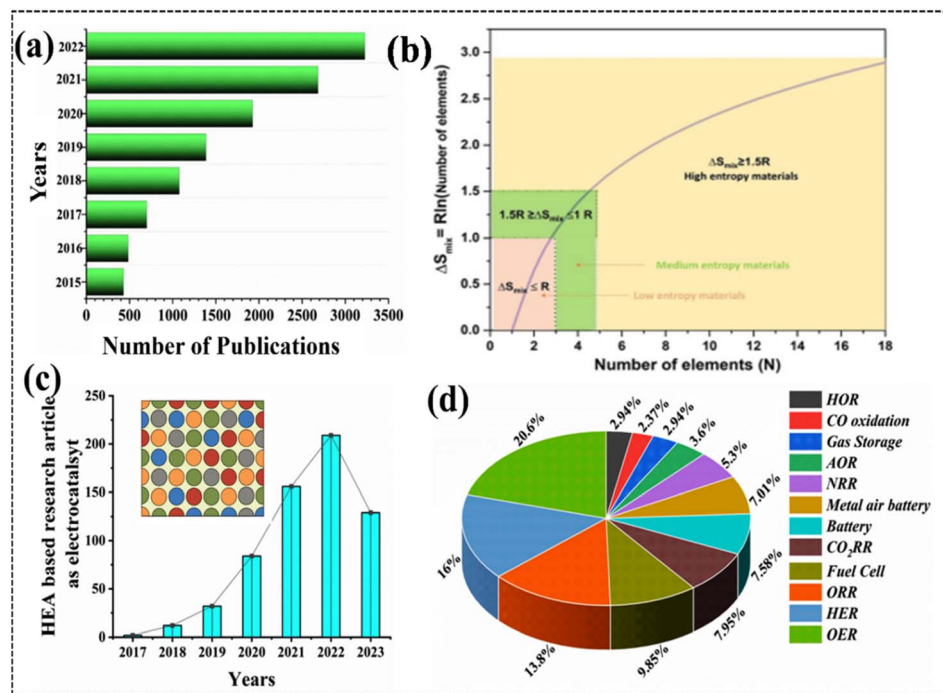 (a)
Years
2022
2021
2020
2019
2018
2017
2016
2015
0 500 1000 1500 2000 2500 3000 3500
Number of Publications
(b)
ΔSmix= Rln(Number of elements)
3.0
2.5
2.0
1.5
1.0
0.5
0.0
ΔSmix≥1.5R
High entropy materials
1.5R ≥ΔSmix ≤1 R
Medium entropy materials
ΔSmix ≤ R
Low entropy materials
0 2 4 6 8 10 12 14 16 18
Number of elements (N)
(c)
HEA based research article
as electrocatalsy
250
200
150
100
50
0
2017 2018 2019 2020 2021 2022 2023
Years
(d)
20.6%
2.94%
2.37%
2.94%
3.6%
5.3%
7.01%
7.58%
7.95%
9.85%
13.8%
16%
HOR
CO oxidation
Gas Storage
AOR
NRR
Metal air battery
Battery
CO2RR
Fuel Cell
ORR
HER
OER